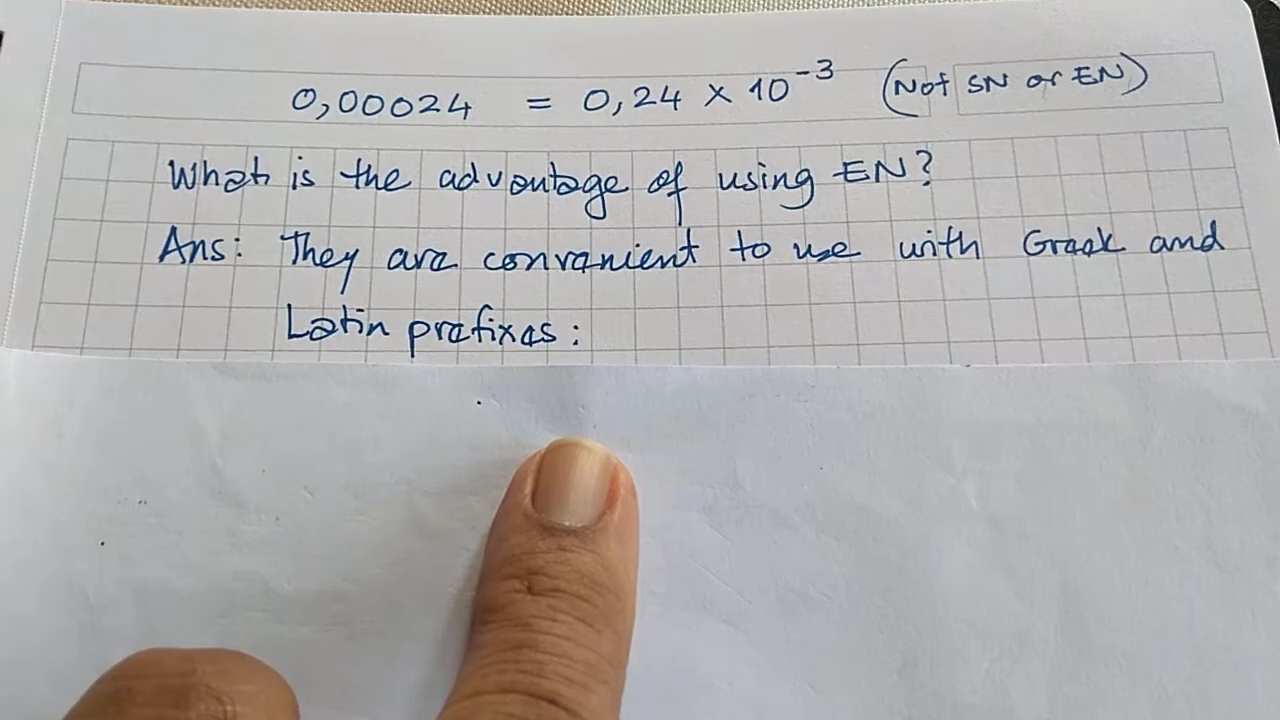 0,00024 = 0,24 × 10⁻³ (Not SN or EN)
What is the advantage of using EN?
Ans: They are convenient to use with Greek and
Latin prefixes: